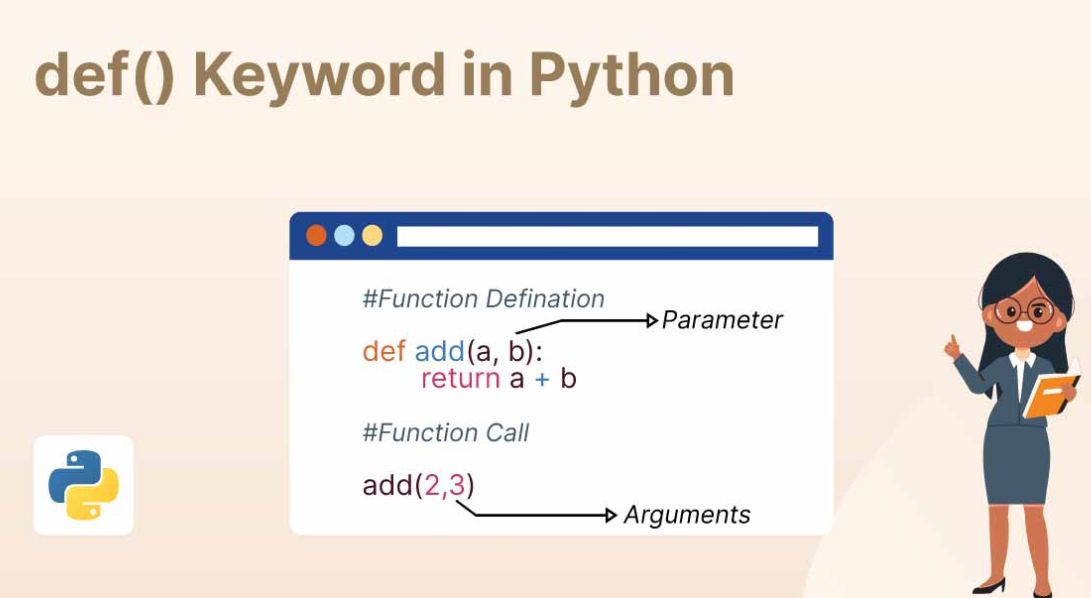 def() Keyword in Python
#Function Defination
Parameter
def add(a, b):
return a + b
#Function Call
add(2,3)
Arguments